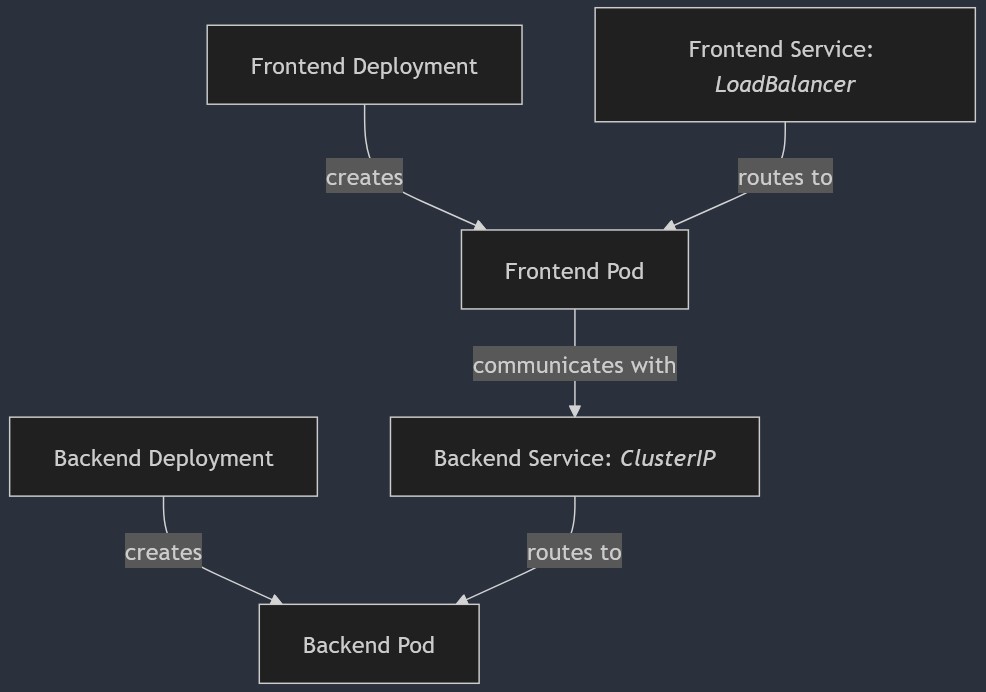 Frontend Deployment
Frontend Service:
LoadBalancer
creates
routes to
Frontend Pod
communicates with
Backend Deployment
Backend Service: ClusterIP
creates
routes to
Backend Pod